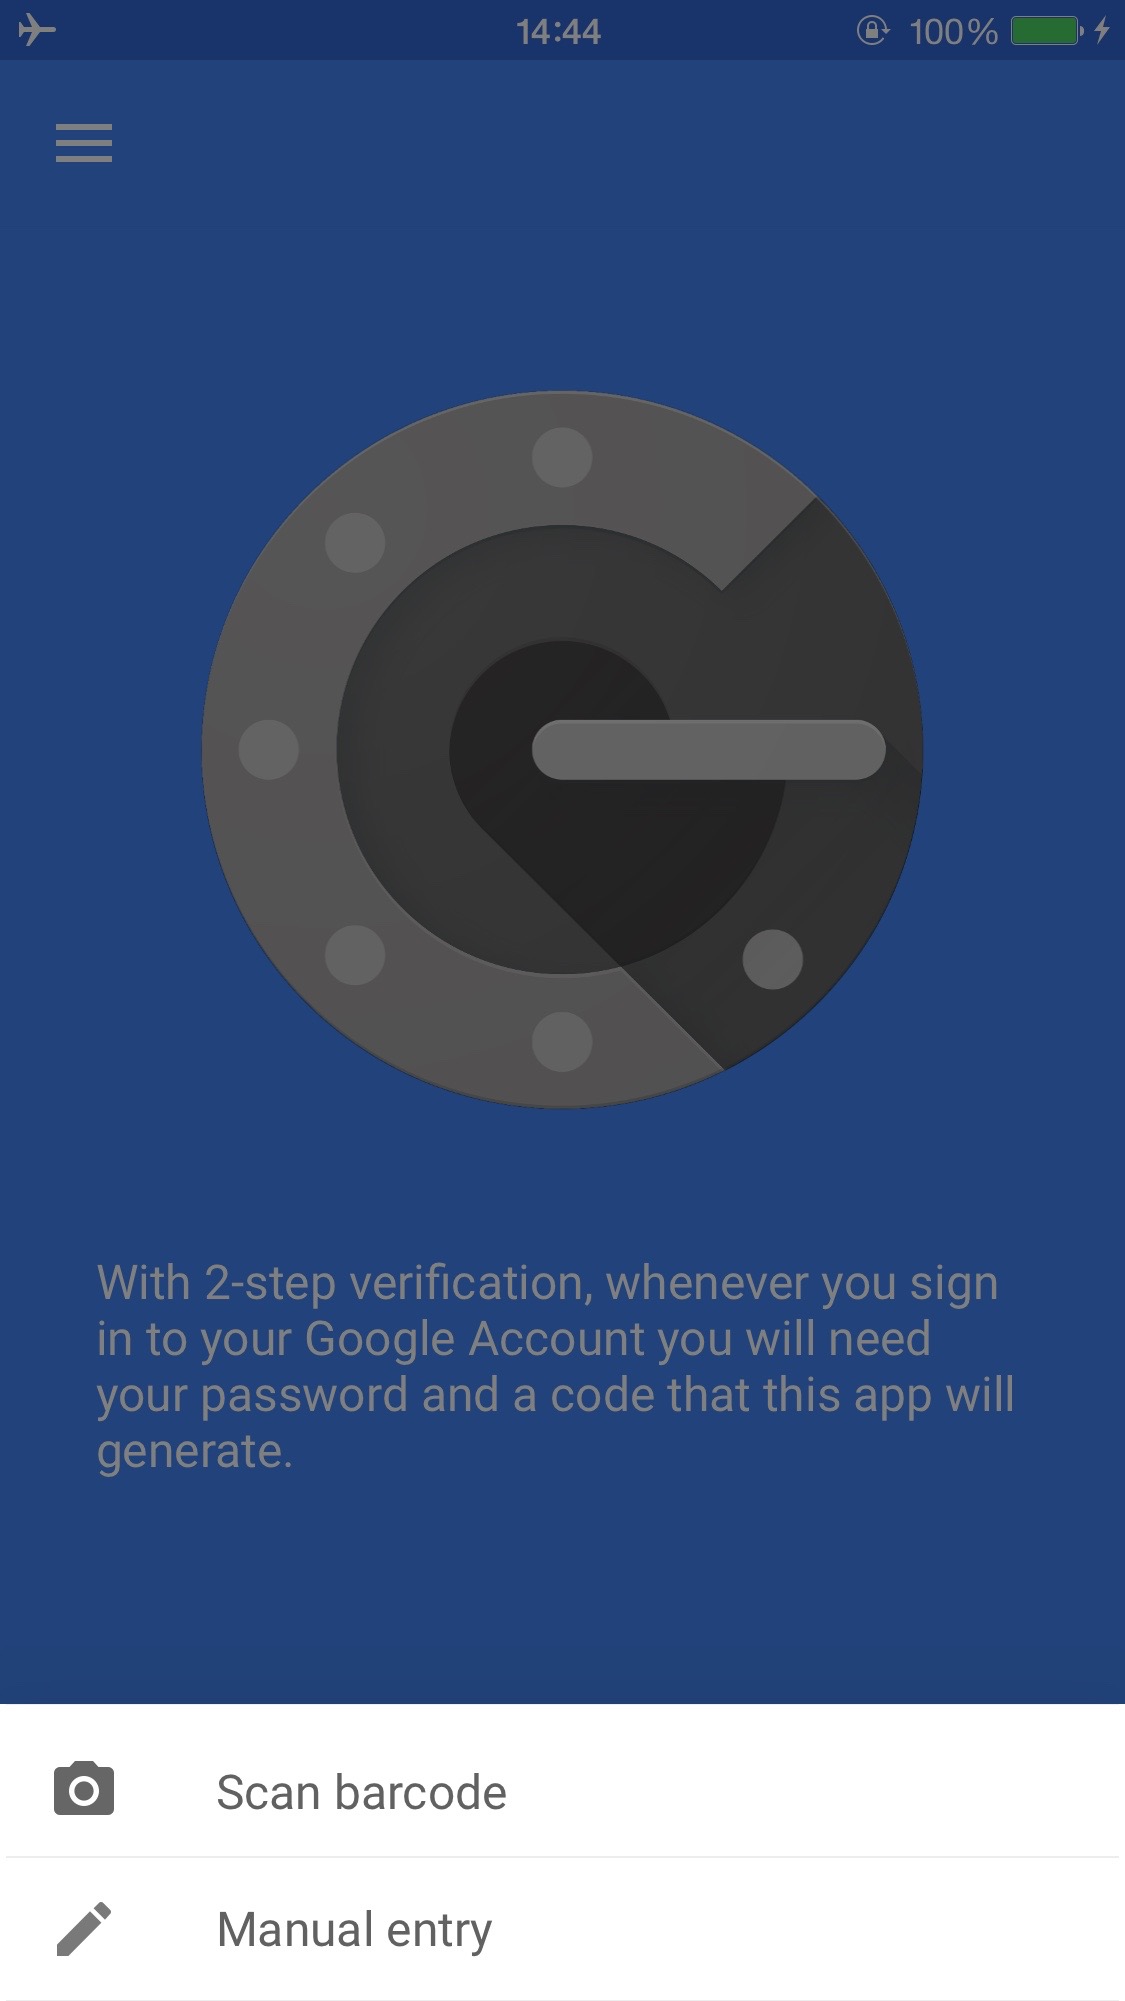 14:44
100%
With 2-step verification, whenever you sign
in to your Google Account you will need
your password and a code that this app will
generate.
Scan barcode
Manual entry